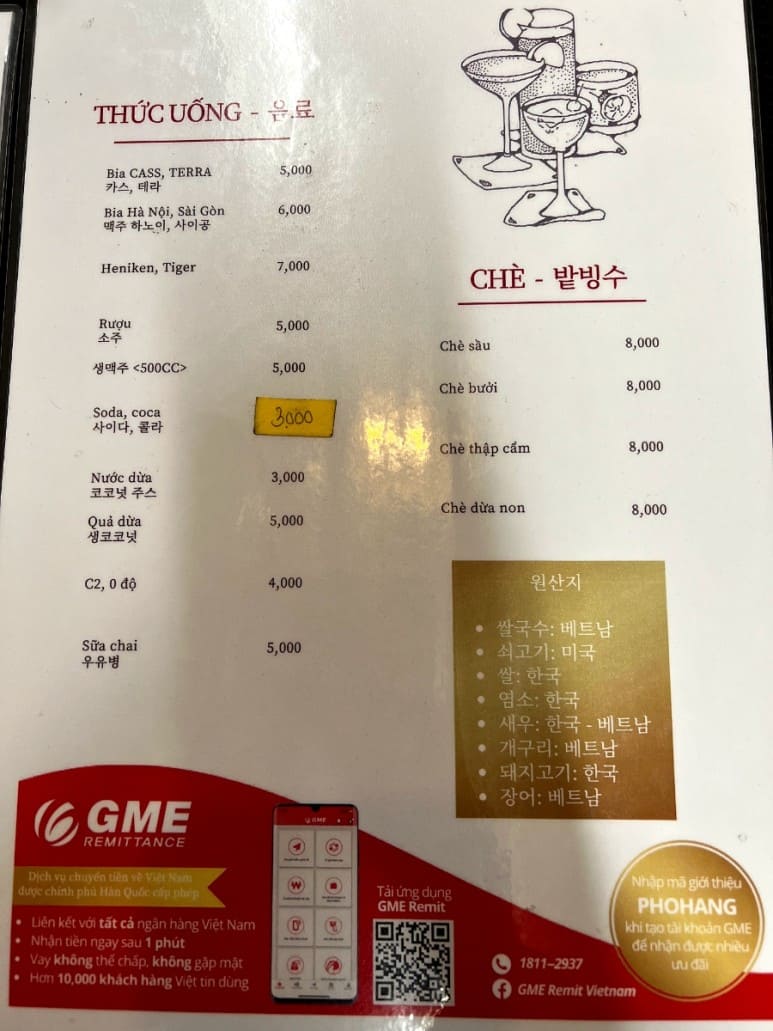 THỨC UỐNG - 음료
Bia CASS, TERRA 5,000
카스, 테라
Bia Hà Nội, Sài Gòn 6,000
맥주 하노이, 사이공
Heniken, Tiger 7,000
Rượu 5,000
소주
생맥주 <500CC> 5,000
Soda, coca 3.000
사이다, 콜라
Nước dừa 3,000
코코넛 주스
Quả dừa 5,000
생코코넛
C2, 0 độ 4,000
Sữa chai 5,000
우유병
CHÈ - 밭빙수
Chè sầu 8,000
Chè bưởi 8,000
Chè thập cẩm 8,000
Chè dừa non 8,000
원산지
• 쌀국수: 베트남
• 쇠고기: 미국
• 쌀: 한국
• 염소: 한국
• 새우: 한국 - 베트남
• 개구리: 베트남
• 돼지고기: 한국
• 장어: 베트남
GME
REMITTANCE
Dịch vụ chuyển tiền về Việt Nam
được chính phủ Hàn Quốc cấp phép
• Liên kết với tất cả ngân hàng Việt Nam
• Nhận tiền ngay sau 1 phút
• Vay không thế chấp, không gặp mặt
• Hơn 10,000 khách hàng Việt tin dùng
GME
Tải ứng dụng
GME Remit
1811-2937
GME Remit Vietnam
Nhập mã giới thiệu
PHOHANG
khi tạo tài khoản GME
để nhận được nhiều
ưu đãi